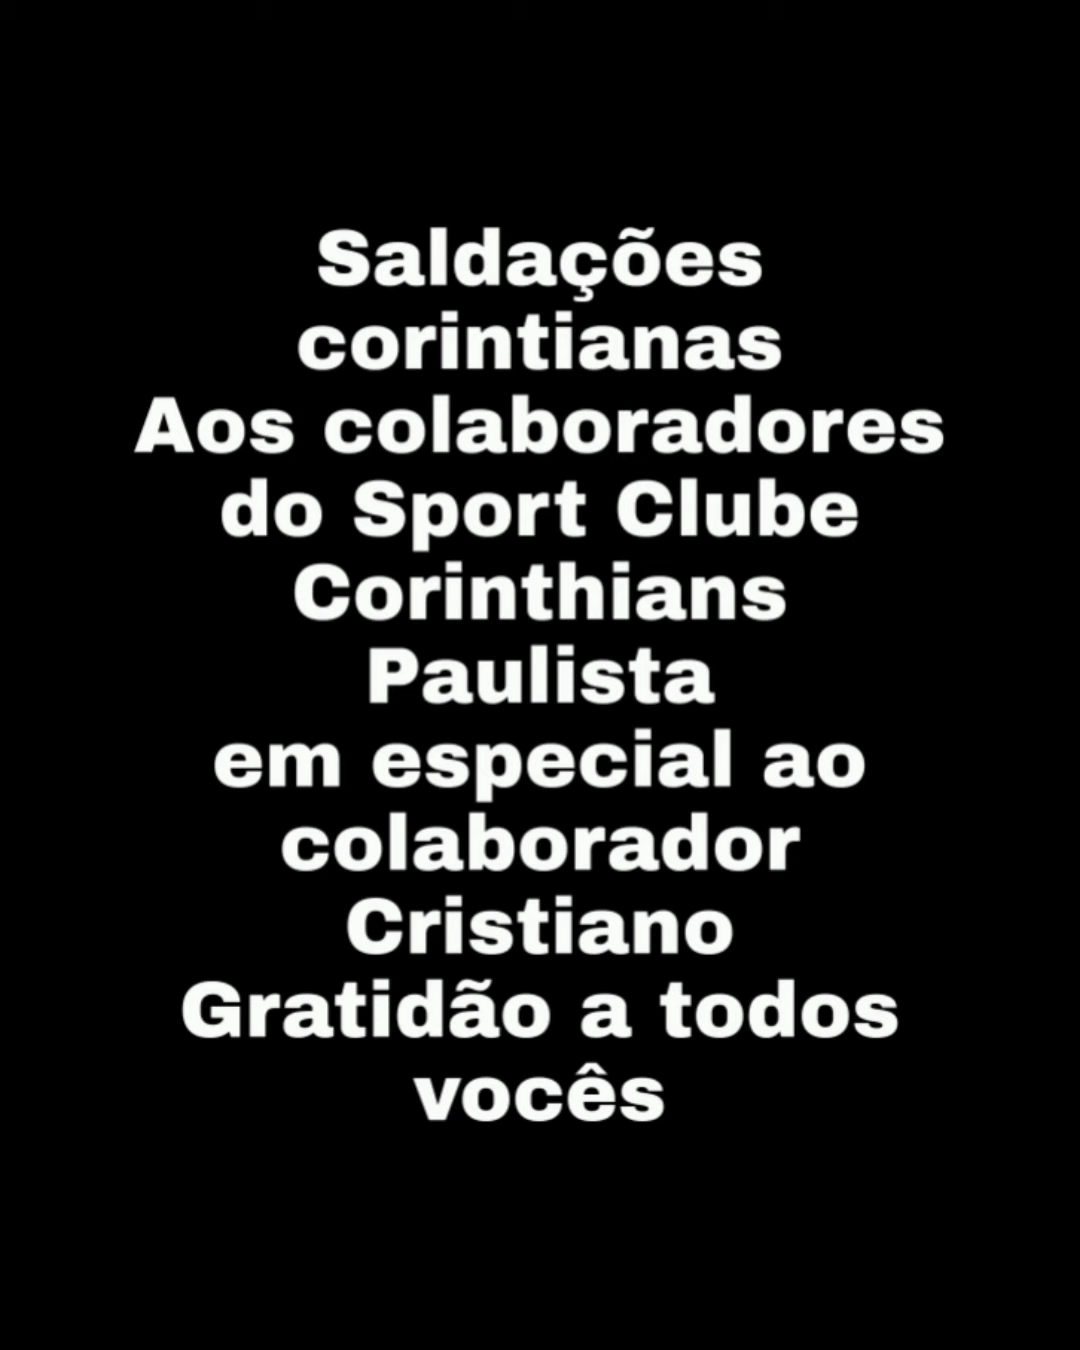 Saldações
corintianas
Aos colaboradores
do Sport Clube
Corinthians
Paulista
em especial ao
colaborador
Cristiano
Gratidão a todos
vocês